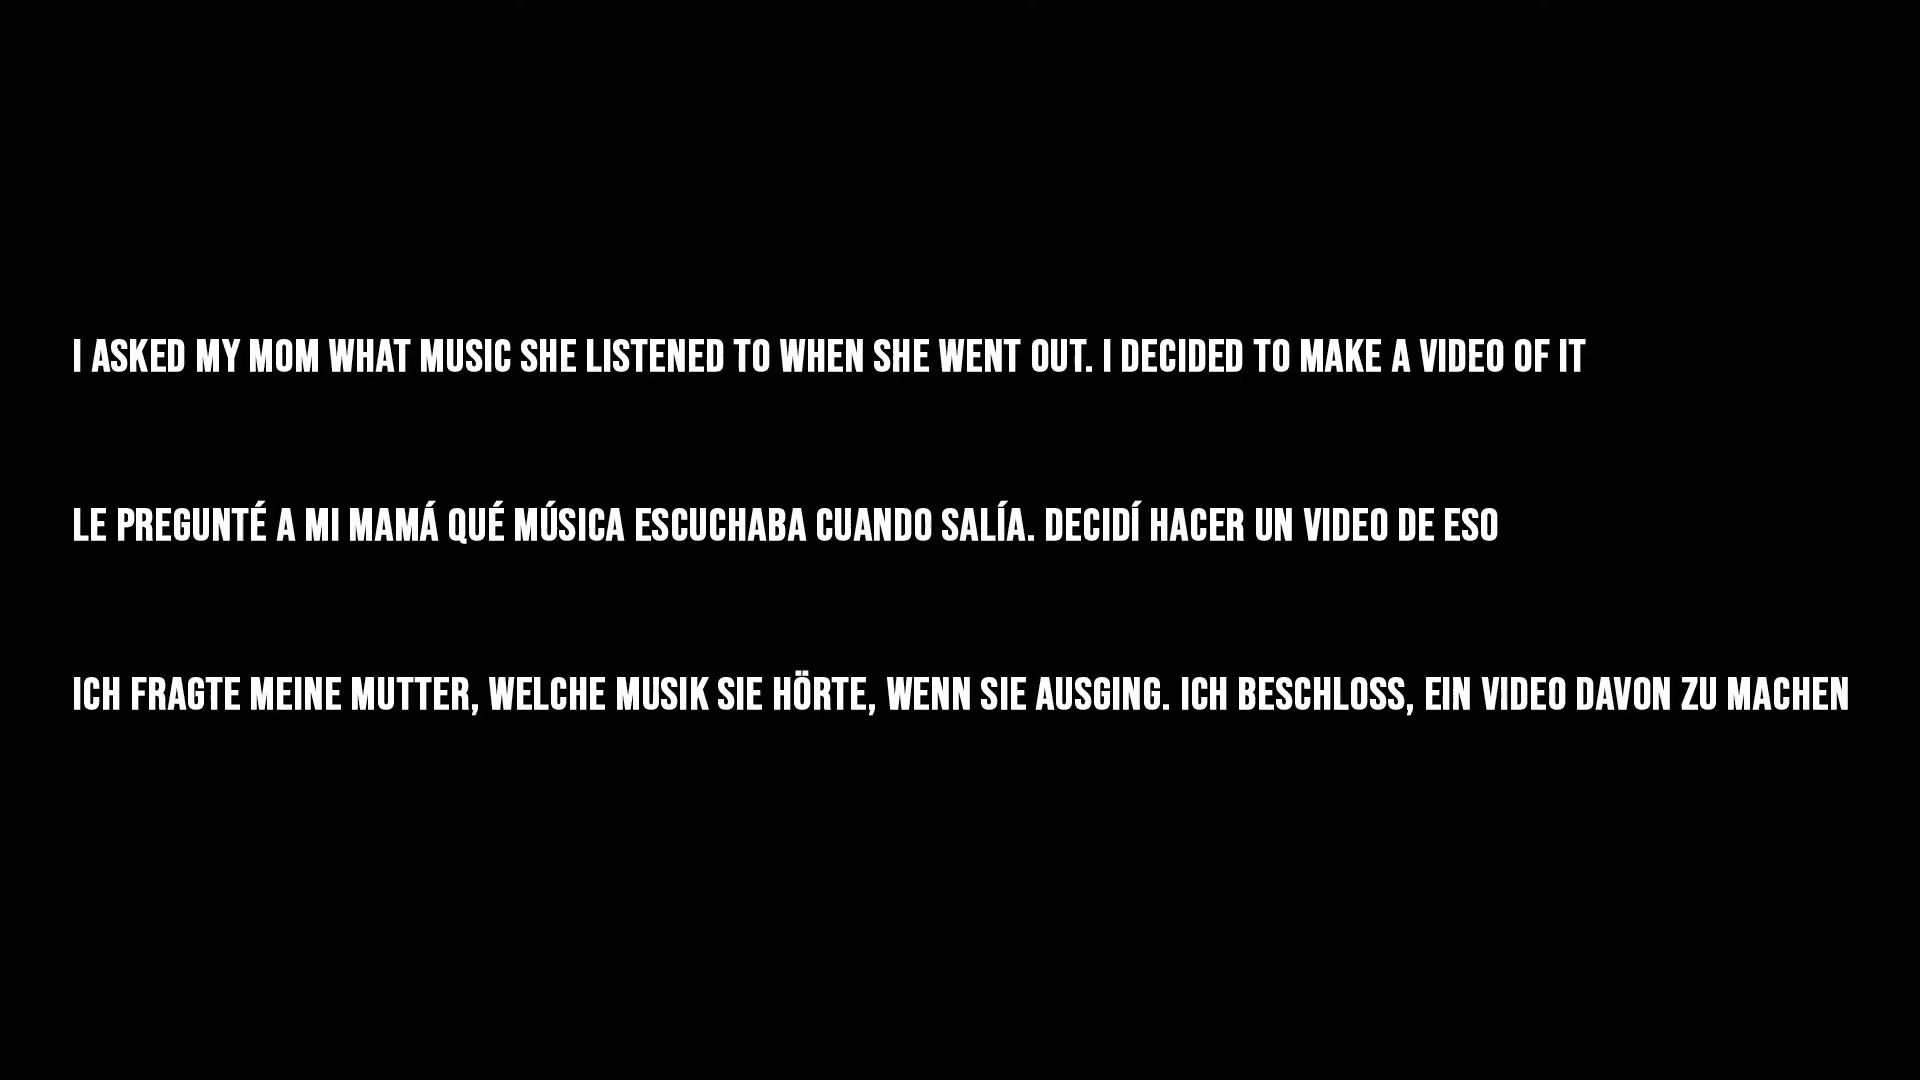 I ASKED MY MOM WHAT MUSIC SHE LISTENED TO WHEN SHE WENT OUT. I DECIDED TO MAKE A VIDEO OF IT
LE PREGUNTÉ A MI MAMÁ QUÉ MÚSICA ESCUCHABA CUANDO SALÍA. DECIDÍ HACER UN VIDEO DE ESO
ICH FRAGTE MEINE MUTTER, WELCHE MUSIK SIE HÖRTE, WENN SIE AUSGING. ICH BESCHLOSS, EIN VIDEO DAVON ZU MACHEN